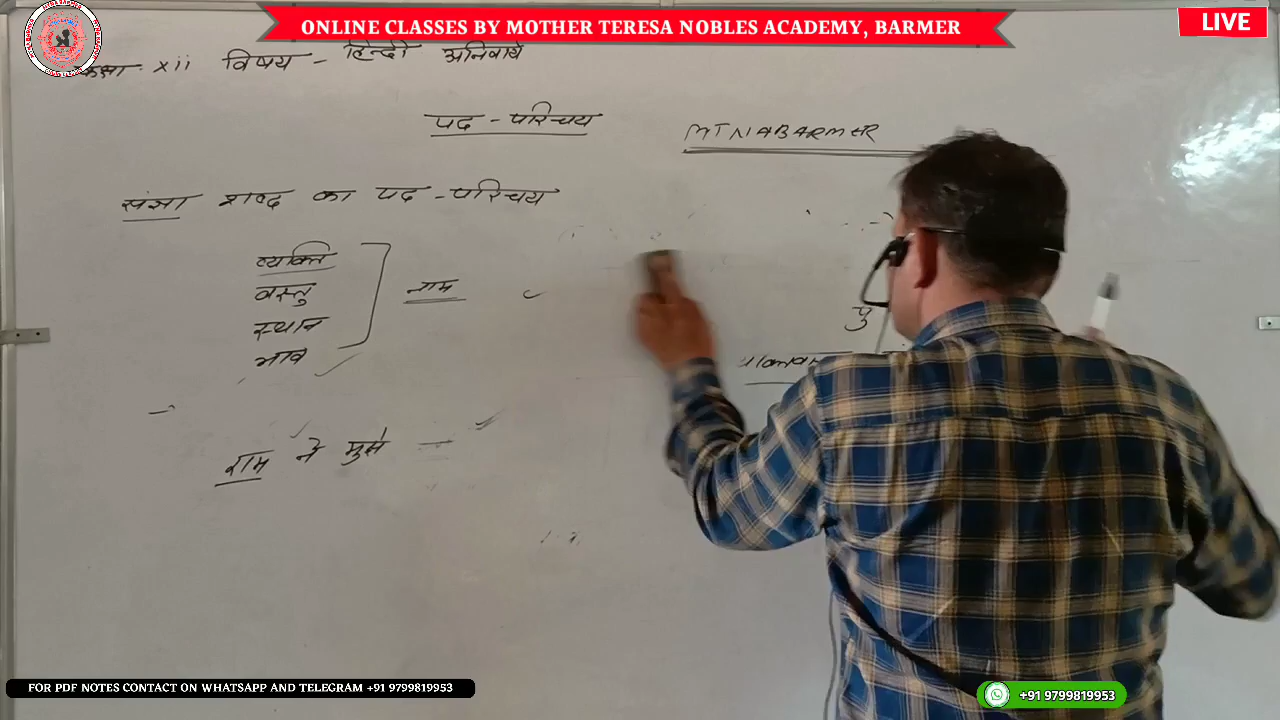 ONLINE CLASSES BY MOTHER TERESA NOBLES ACADEMY, BARMER
LIVE
कक्षा - xii विषय - हिन्दी अनिवार्य
पद - परिचय
MTNABARMER
संज्ञा शब्द का पद - परिचय
व्यक्ति
वस्तु
स्थान
भाव
नाम
पु
राम ने मुझे
FOR PDF NOTES CONTACT ON WHATSAPP AND TELEGRAM +91 9799819953
+91 9799819953